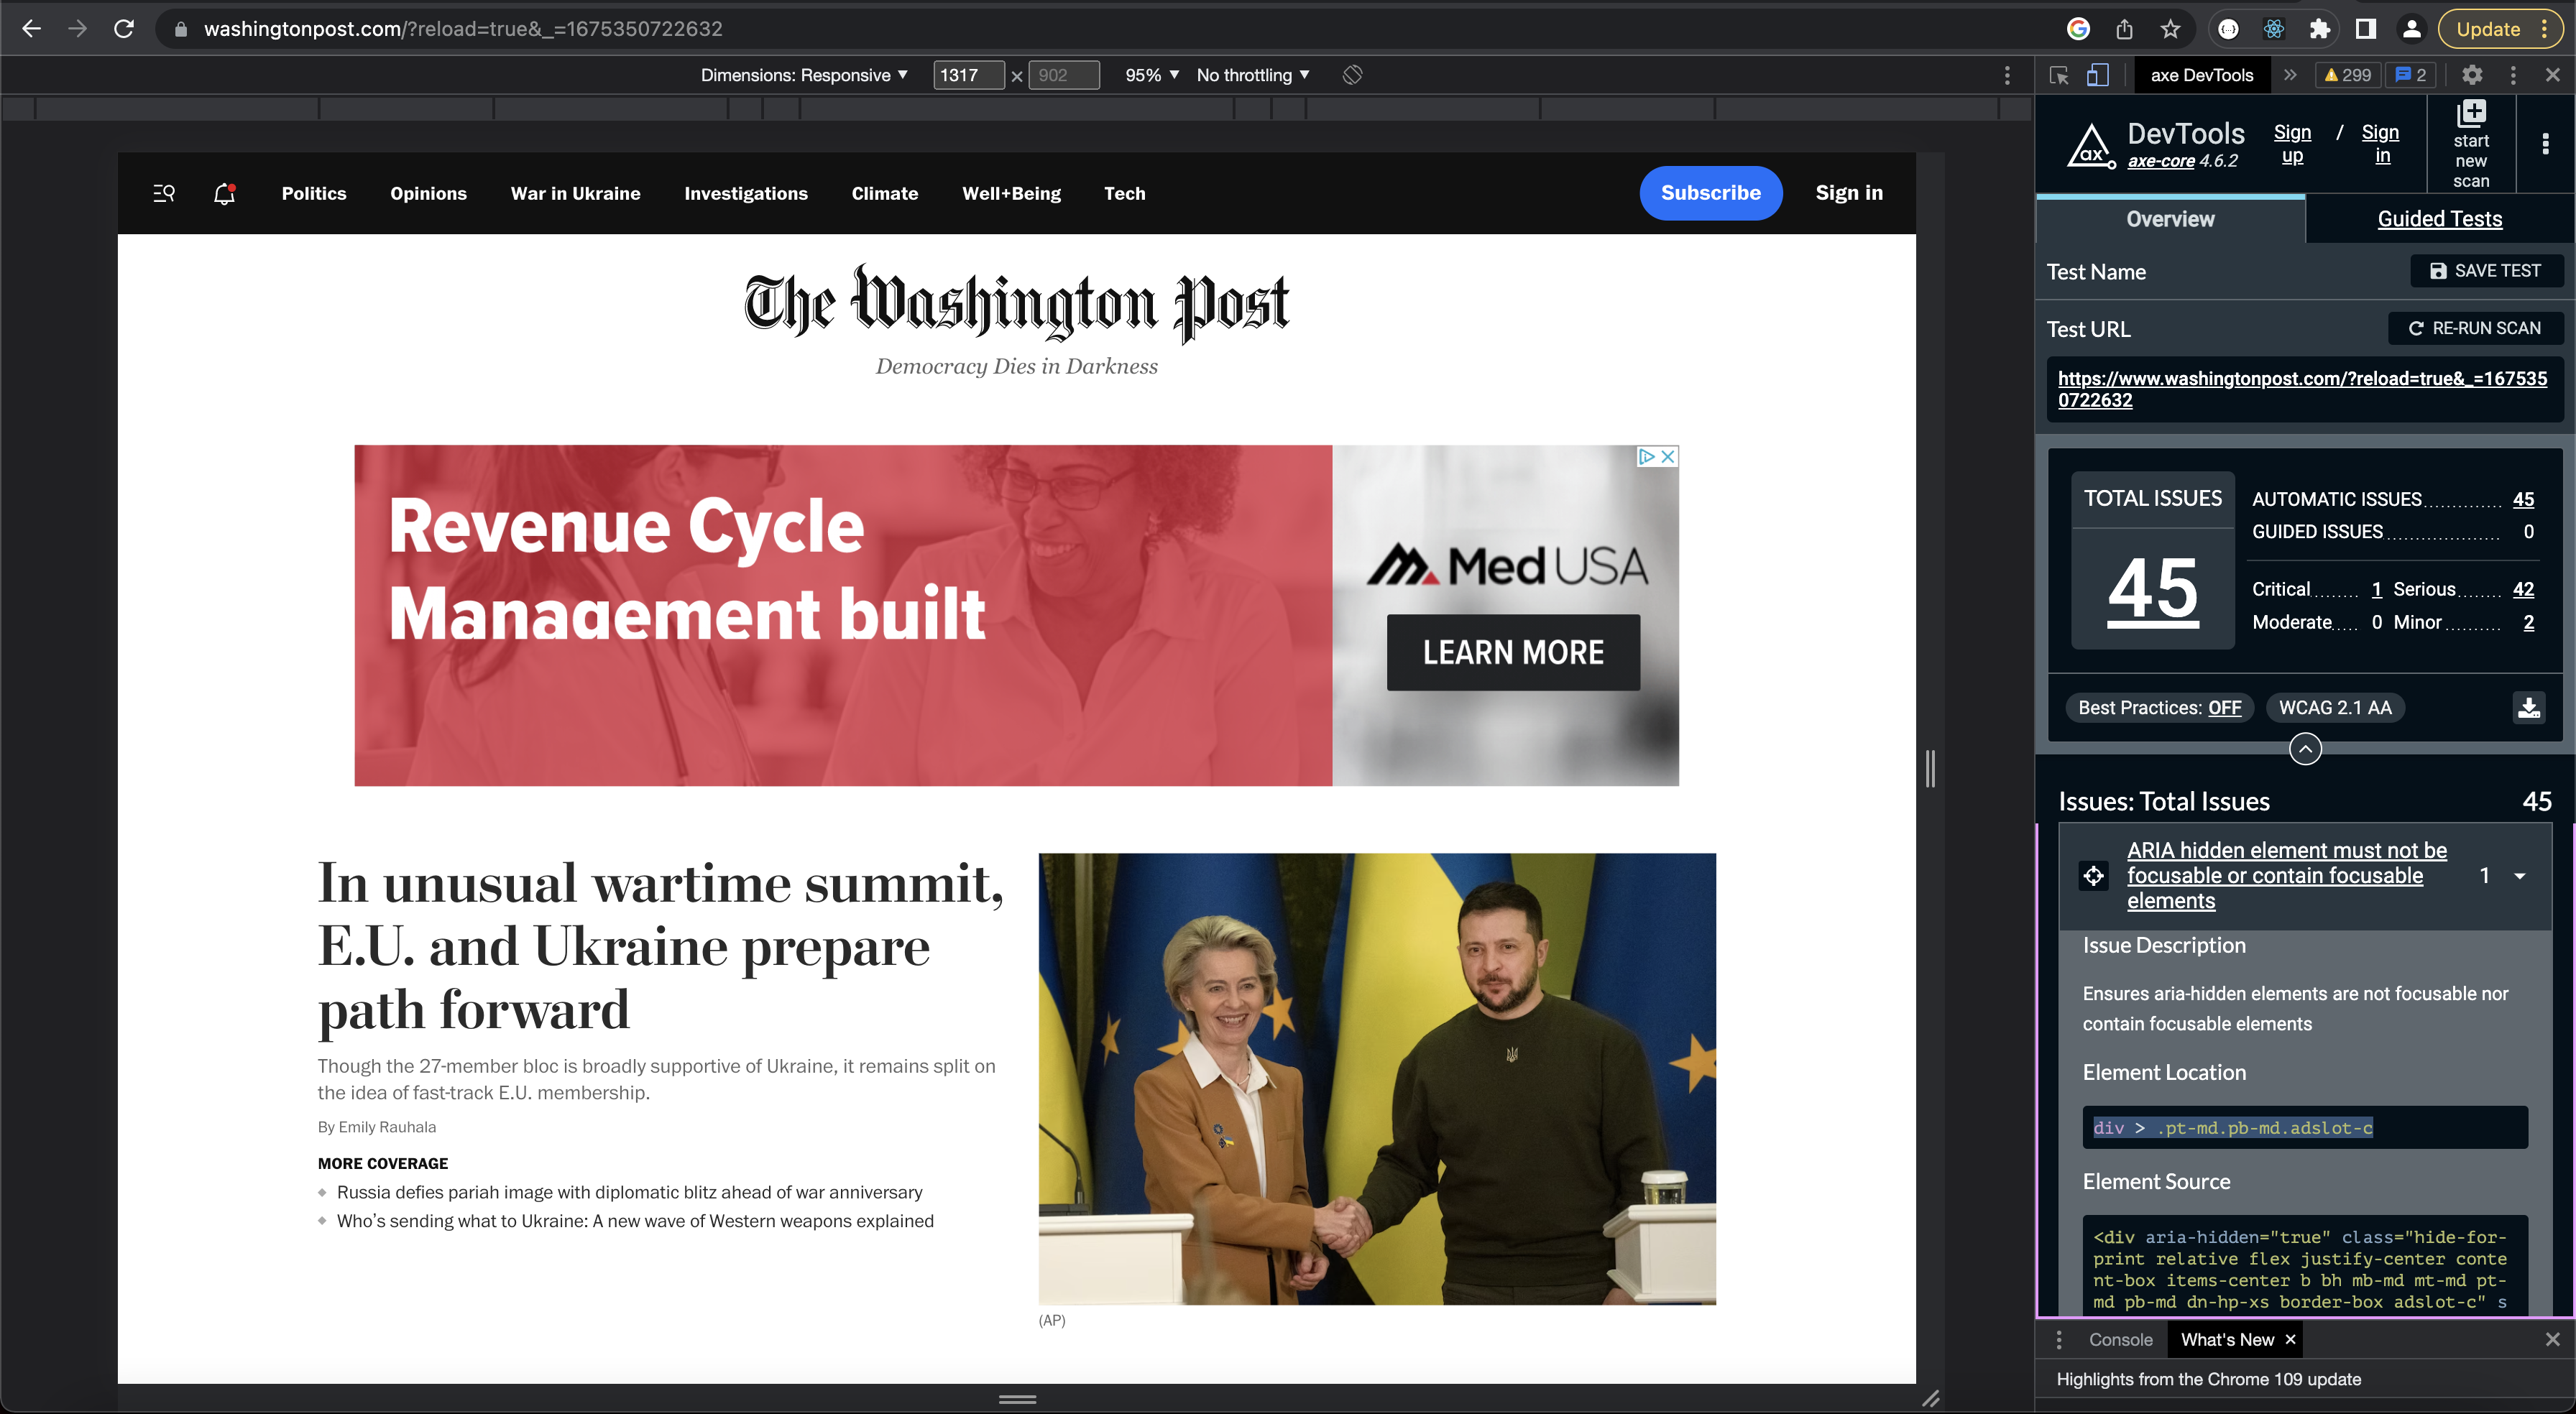 washingtonpost.com/?reload=true&_=1675350722632
Update
Dimensions: Responsive
1317 × 902
95%
No throttling
axe DevTools
299
2
Politics
Opinions
War in Ukraine
Investigations
Climate
Well+Being
Tech
Subscribe
Sign in
The Washington Post
Democracy Dies in Darkness
Revenue Cycle
Management built
Med USA
LEARN MORE
In unusual wartime summit,
E.U. and Ukraine prepare
path forward
Though the 27-member bloc is broadly supportive of Ukraine, it remains split on
the idea of fast-track E.U. membership.
By Emily Rauhala
MORE COVERAGE
Russia defies pariah image with diplomatic blitz ahead of war anniversary
Who’s sending what to Ukraine: A new wave of Western weapons explained
(AP)
ax
DevTools
axe-core 4.6.2
Sign up / Sign in
start
new
scan
Overview
Guided Tests
Test Name
SAVE TEST
Test URL
RE-RUN SCAN
https://www.washingtonpost.com/?reload=true&_=167535
0722632
TOTAL ISSUES
45
AUTOMATIC ISSUES 45
GUIDED ISSUES 0
Critical 1 Serious 42
Moderate 0 Minor 2
Best Practices: OFF
WCAG 2.1 AA
Issues: Total Issues 45
ARIA hidden element must not be
focusable or contain focusable
elements
1
Issue Description
Ensures aria-hidden elements are not focusable nor
contain focusable elements
Element Location
div > .pt-md.pb-md.adslot-c
Element Source
<div aria-hidden="true" class="hide-for-
print relative flex justify-center conte
nt-box items-center b bh mb-md mt-md pt-
md pb-md dn-hp-xs border-box adslot-c" s
Console
What's New
Highlights from the Chrome 109 update